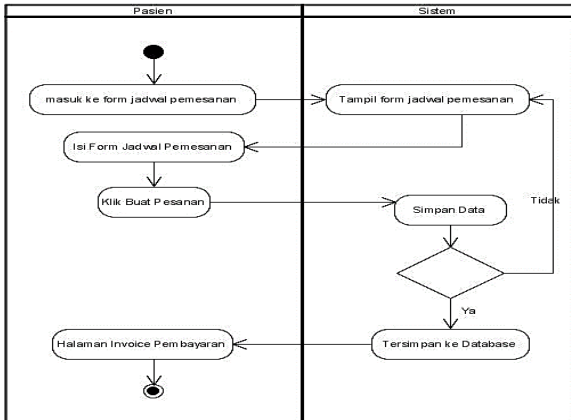 Pasien
Sistem
masuk ke form jadwal pemesanan
Tampil form jadwal pemesanan
Isi Form Jadwal Pemesanan
Klik Buat Pesanan
Simpan Data
Tidak
Ya
Halaman Invoice Pembayaran
Tersimpan ke Database